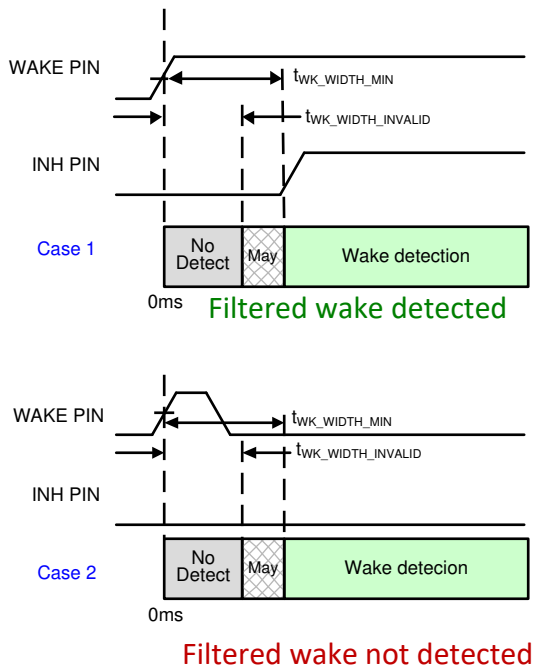 WAKE PIN
tWK_WIDTH_MIN
tWK_WIDTH_INVALID
INH PIN
Case 1
No
Detect
May
Wake detection
0ms
Filtered wake detected
WAKE PIN
tWK_WIDTH_MIN
tWK_WIDTH_INVALID
INH PIN
Case 2
No
Detect
May
Wake detecion
0ms
Filtered wake not detected